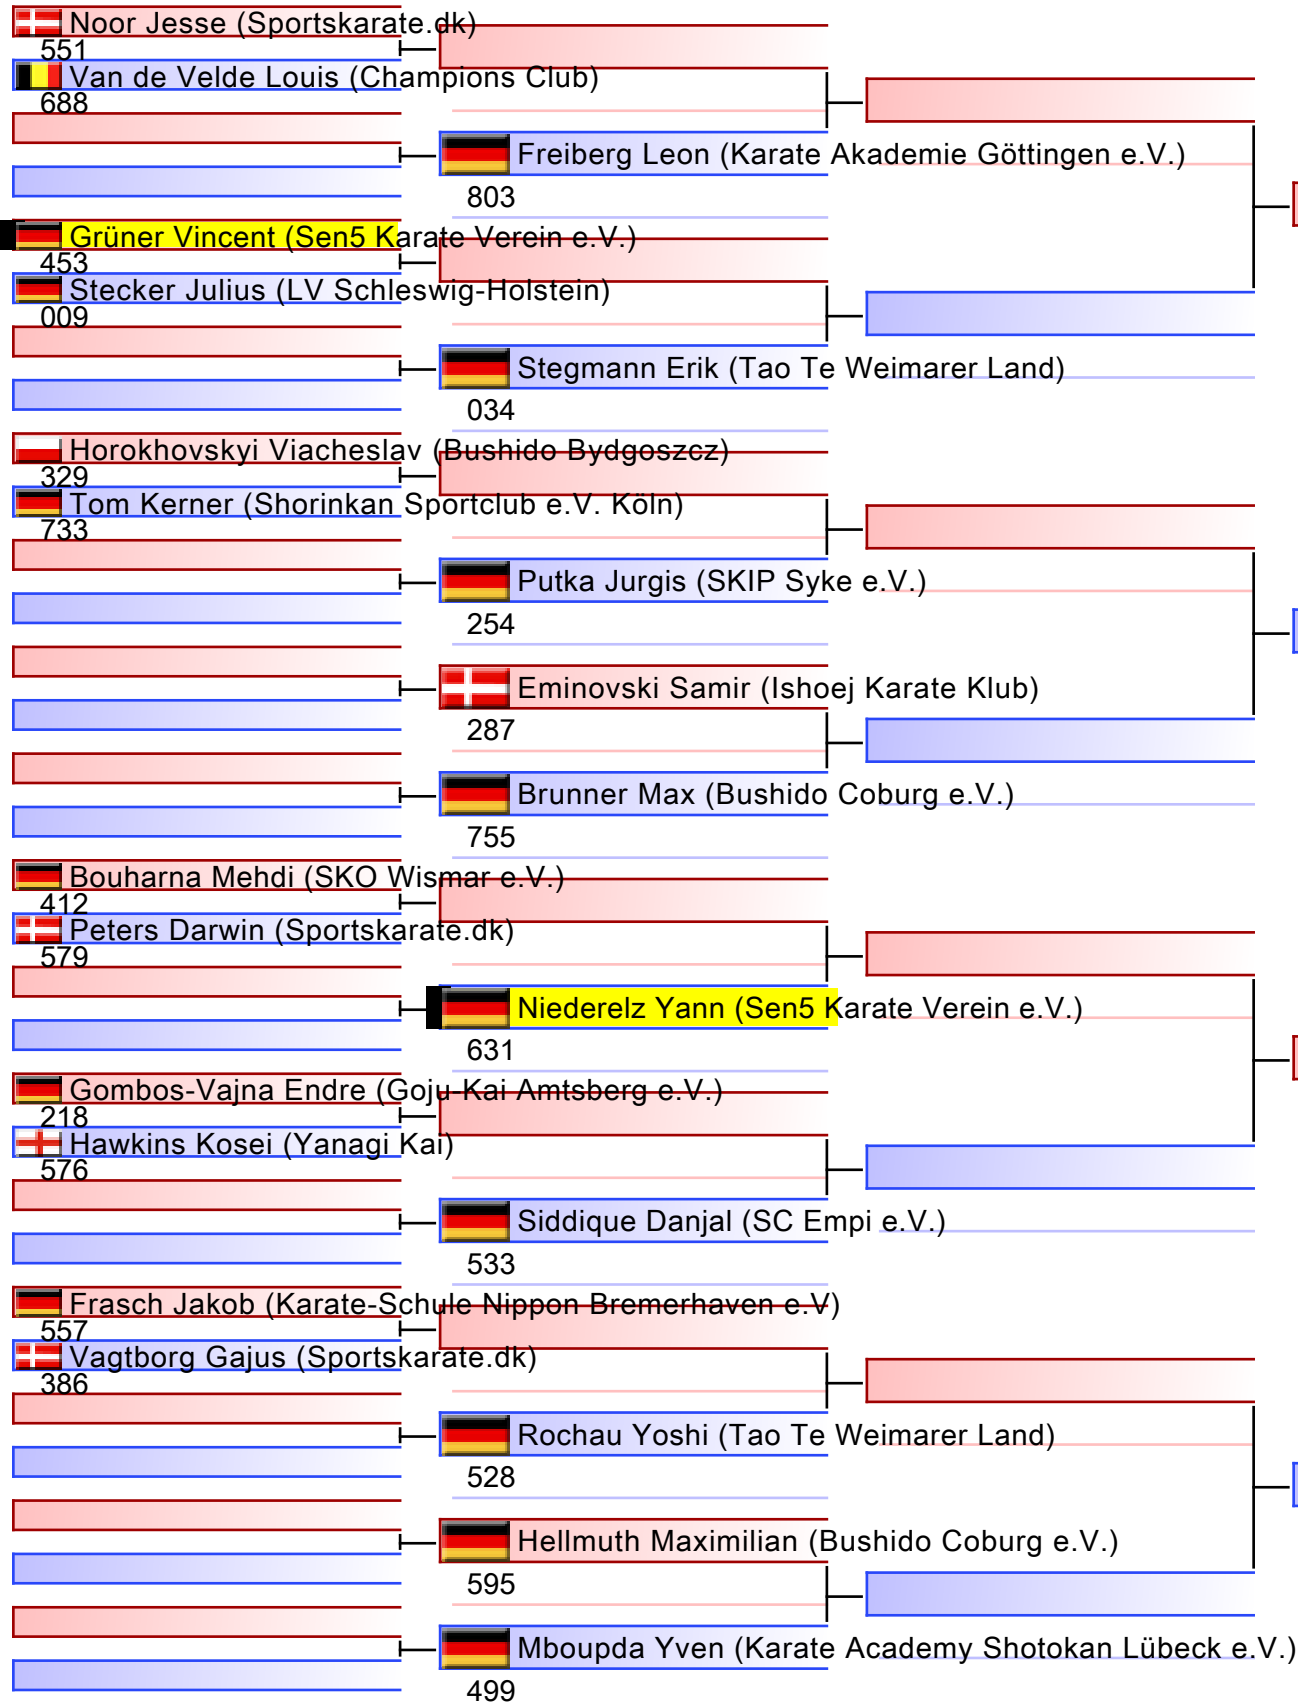 Noor Jesse (Sportskarate.dk)
551
Van de Velde Louis (Champions Club)
688
Freiberg Leon (Karate Akademie Göttingen e.V.)
803
Grüner Vincent (Sen5 Karate Verein e.V.)
453
Stecker Julius (LV Schleswig-Holstein)
009
Stegmann Erik (Tao Te Weimarer Land)
034
Horokhovskyi Viacheslav (Bushido Bydgoszcz)
329
Tom Kerner (Shorinkan Sportclub e.V. Köln)
733
Putka Jurgis (SKIP Syke e.V.)
254
Eminovski Samir (Ishoej Karate Klub)
287
Brunner Max (Bushido Coburg e.V.)
755
Bouharna Mehdi (SKO Wismar e.V.)
412
Peters Darwin (Sportskarate.dk)
579
Niederelz Yann (Sen5 Karate Verein e.V.)
631
Gombos-Vajna Endre (Goju-Kai Amtsberg e.V.)
218
Hawkins Kosei (Yanagi Kai)
576
Siddique Danjal (SC Empi e.V.)
533
Frasch Jakob (Karate-Schule Nippon Bremerhaven e.V)
557
Vagtborg Gajus (Sportskarate.dk)
386
Rochau Yoshi (Tao Te Weimarer Land)
528
Hellmuth Maximilian (Bushido Coburg e.V.)
595
Mboupda Yven (Karate Academy Shotokan Lübeck e.V.)
499